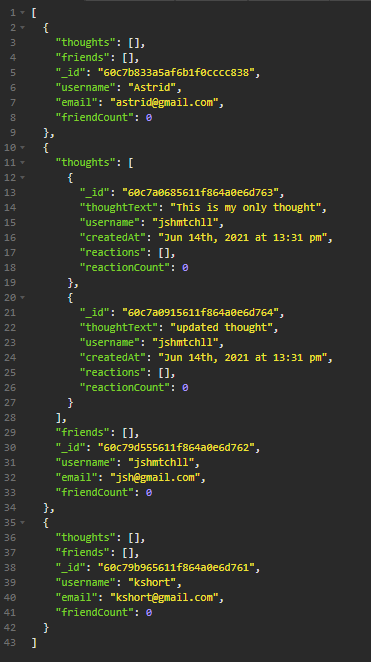 1 [
2 {
3 "thoughts": [],
4 "friends": [],
5 "_id": "60c7b833a5af6b1f0cccc838",
6 "username": "Astrid",
7 "email": "astrid@gmail.com",
8 "friendCount": 0
9 },
10 {
11 "thoughts": [
12 {
13 "_id": "60c7a0685611f864a0e6d763",
14 "thoughtText": "This is my only thought",
15 "username": "jshmtchll",
16 "createdAt": "Jun 14th, 2021 at 13:31 pm",
17 "reactions": [],
18 "reactionCount": 0
19 },
20 {
21 "_id": "60c7a0915611f864a0e6d764",
22 "thoughtText": "updated thought",
23 "username": "jshmtchll",
24 "createdAt": "Jun 14th, 2021 at 13:31 pm",
25 "reactions": [],
26 "reactionCount": 0
27 }
28 ],
29 "friends": [],
30 "_id": "60c79d555611f864a0e6d762",
31 "username": "jshmtchll",
32 "email": "jsh@gmail.com",
33 "friendCount": 0
34 },
35 {
36 "thoughts": [],
37 "friends": [],
38 "_id": "60c79b965611f864a0e6d761",
39 "username": "kshort",
40 "email": "kshort@gmail.com",
41 "friendCount": 0
42 }
43 ]